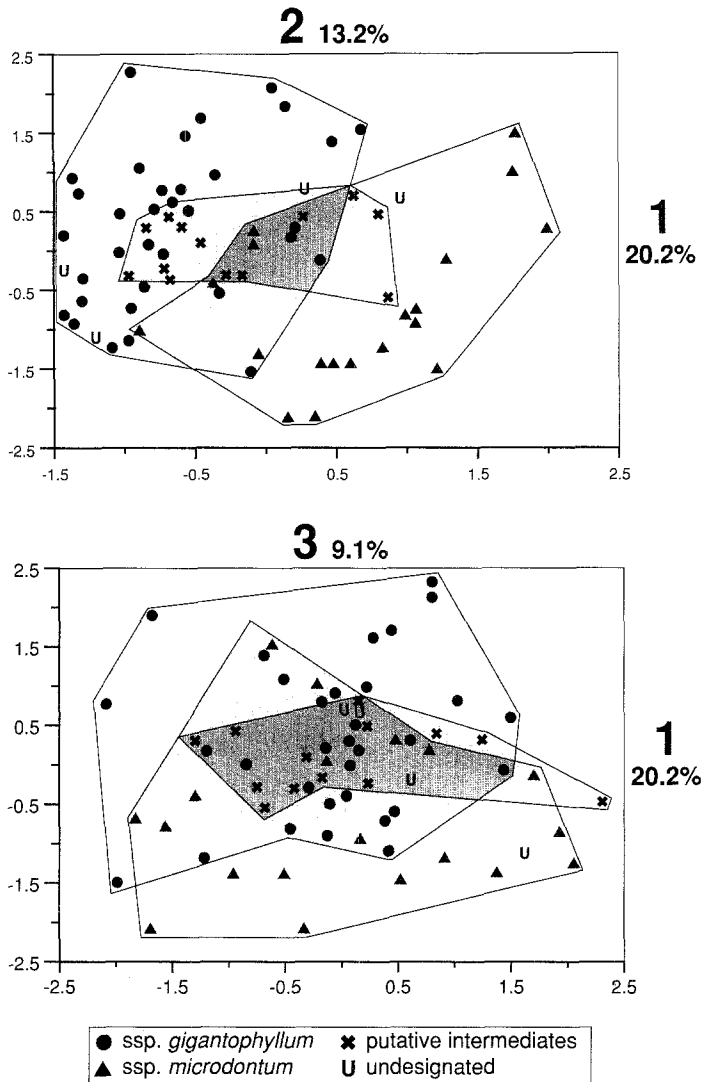 2 13.2%
2.5
1.5
0.5
-0.5
-1.5
-2.5
-1.5 -0.5 0.5 1.5 2.5
U
U
U
U
1
20.2%
3 9.1%
2.5
1.5
0.5
-0.5
-1.5
-2.5
-2.5 -1.5 -0.5 0.5 1.5 2.5
U U
U
U
1
20.2%
ssp. gigantophyllum putative intermediates
ssp. microdontum U undesignated